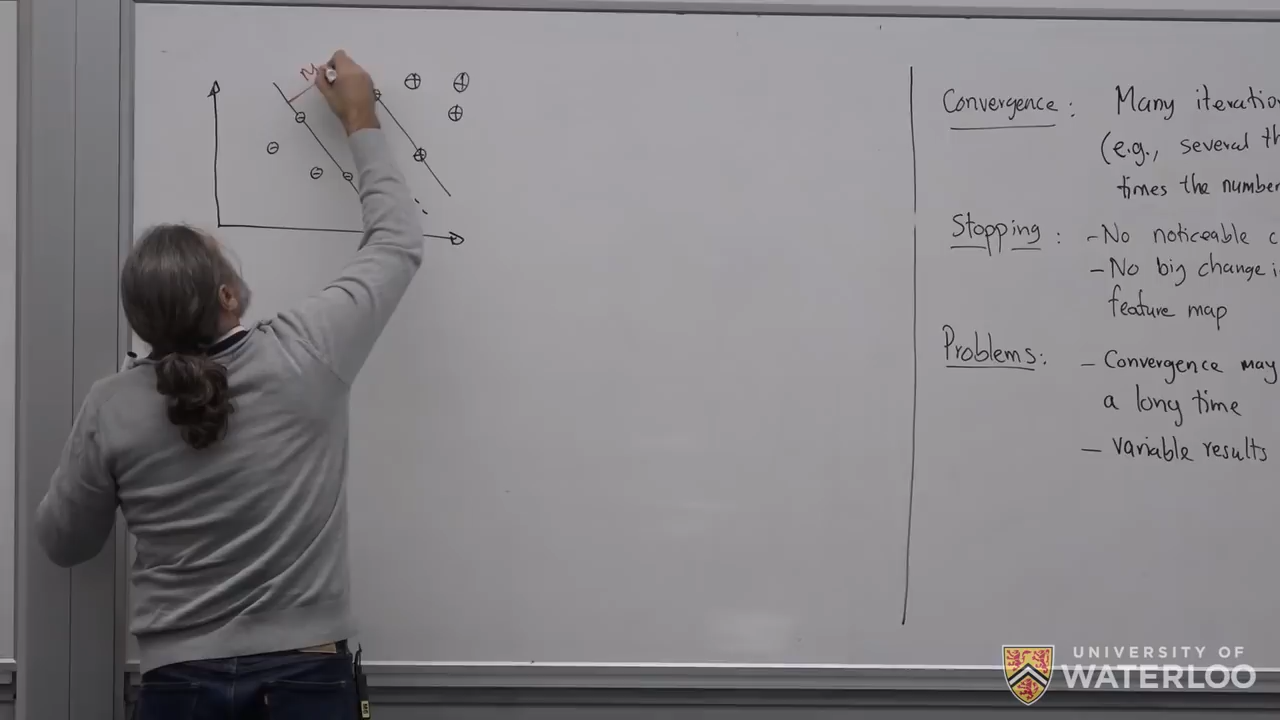 M
Convergence: Many iteratio
(e.g., several th
times the number
Stopping: - No noticeable c
- No big change i
feature map
Problems: - Convergence may
a long time
- variable results
UNIVERSITY OF
WATERLOO